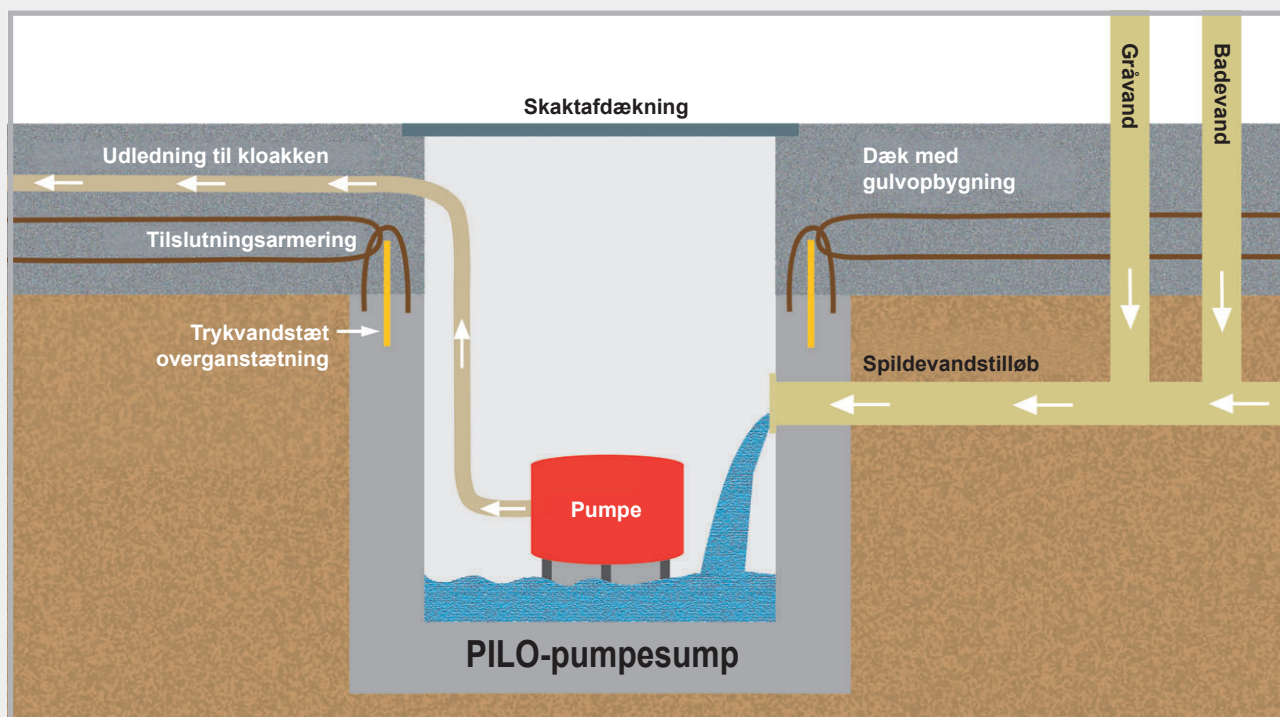 Skaktafdækning
Gråvand
Badevand
Udledning til kloakken
Dæk med
gulvopbygning
Tilslutningsarmering
Trykvandstæt
overganstætning
Spildevandstilløb
Pumpe
PILO-pumpesump